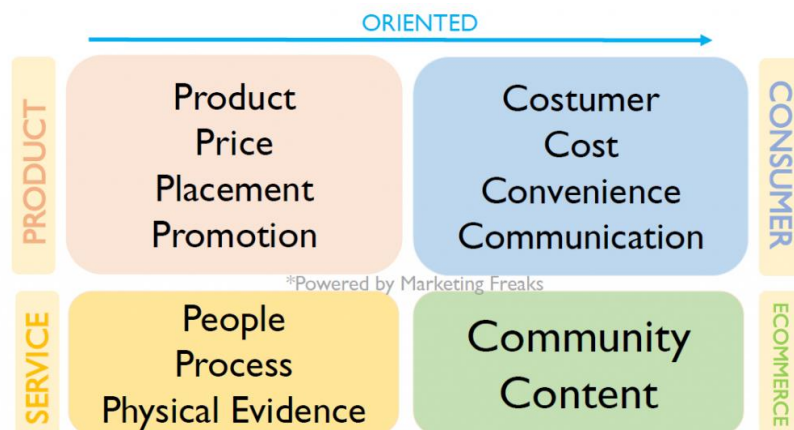 ORIENTED
PRODUCT
Product
Price
Placement
Promotion
Costumer
Cost
Convenience
Communication
CONSUMER
*Powered by Marketing Freaks
SERVICE
People
Process
Physical Evidence
Community
Content
ECOMMERCE